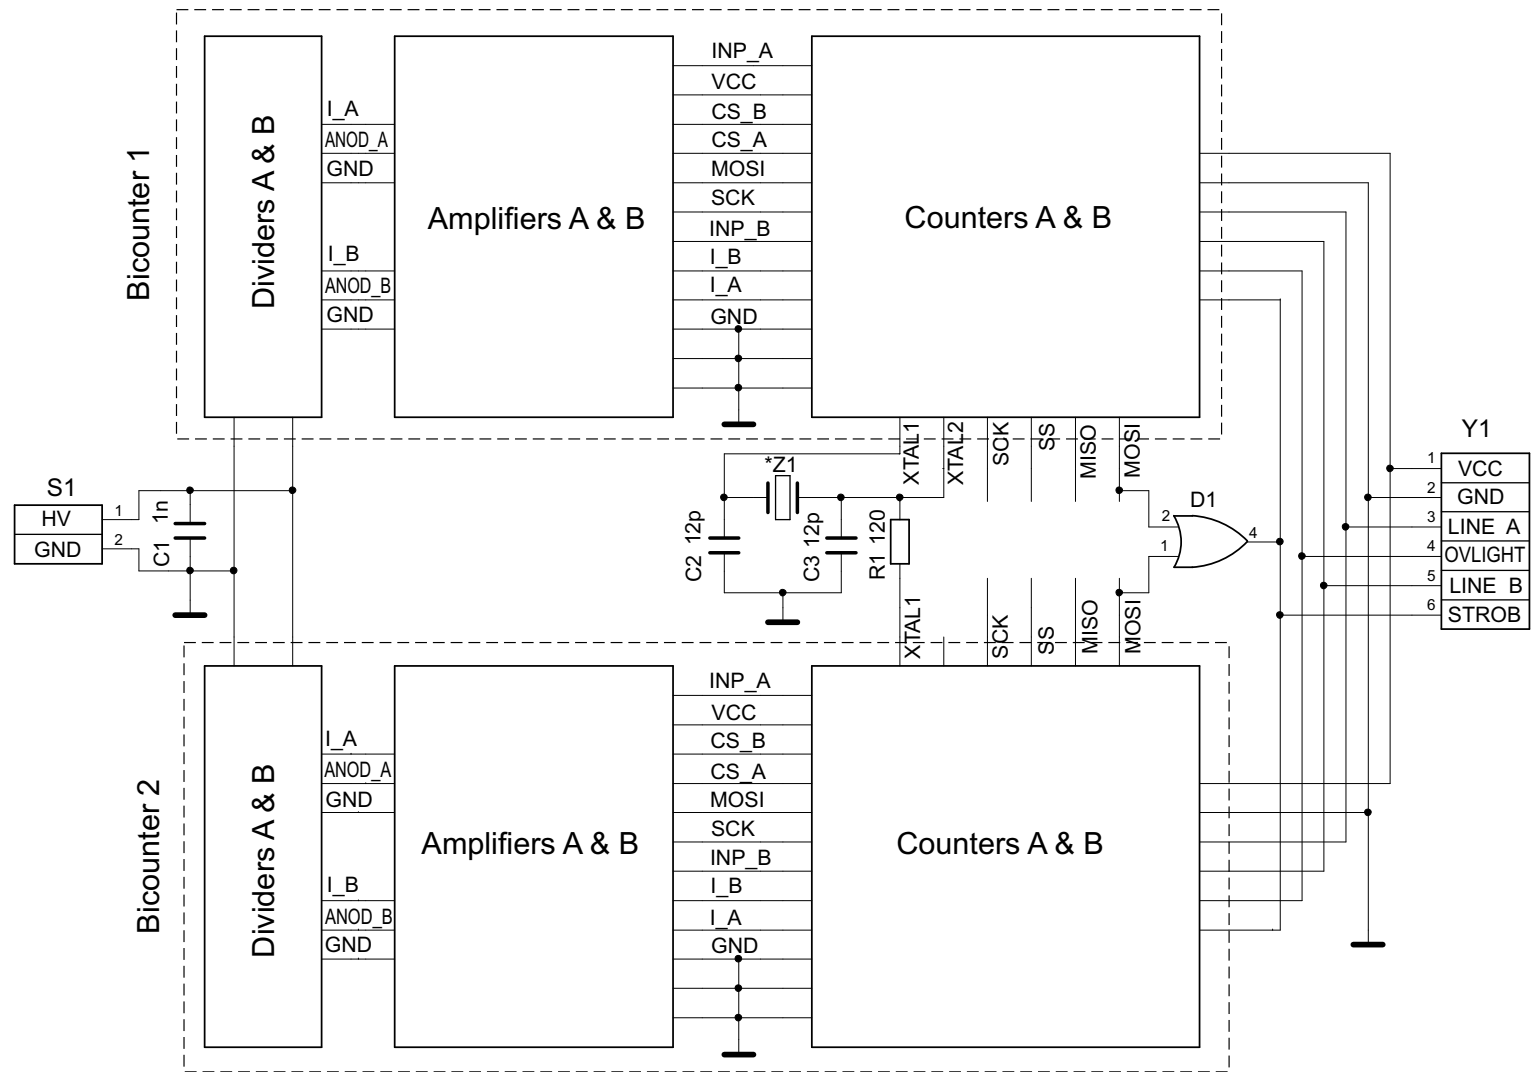 Bicounter 1
Dividers A & B
I_A
ANOD_A
GND
I_B
ANOD_B
GND
Amplifiers A & B
INP_A
VCC
CS_B
CS_A
MOSI
SCK
INP_B
I_B
I_A
GND
Counters A & B
XTAL1
XTAL2
SCK
SS
MISO
MOSI
S1
HV
1
GND
2
C1 1n
*Z1
C2 12p
C3 12p
R1 120
D1
2
1
4
Y1
1
VCC
2
GND
3
LINE A
4
OVLIGHT
5
LINE B
6
STROB
XTAL1
SCK
SS
MISO
MOSI
Bicounter 2
Dividers A & B
I_A
ANOD_A
GND
I_B
ANOD_B
GND
Amplifiers A & B
INP_A
VCC
CS_B
CS_A
MOSI
SCK
INP_B
I_B
I_A
GND
Counters A & B